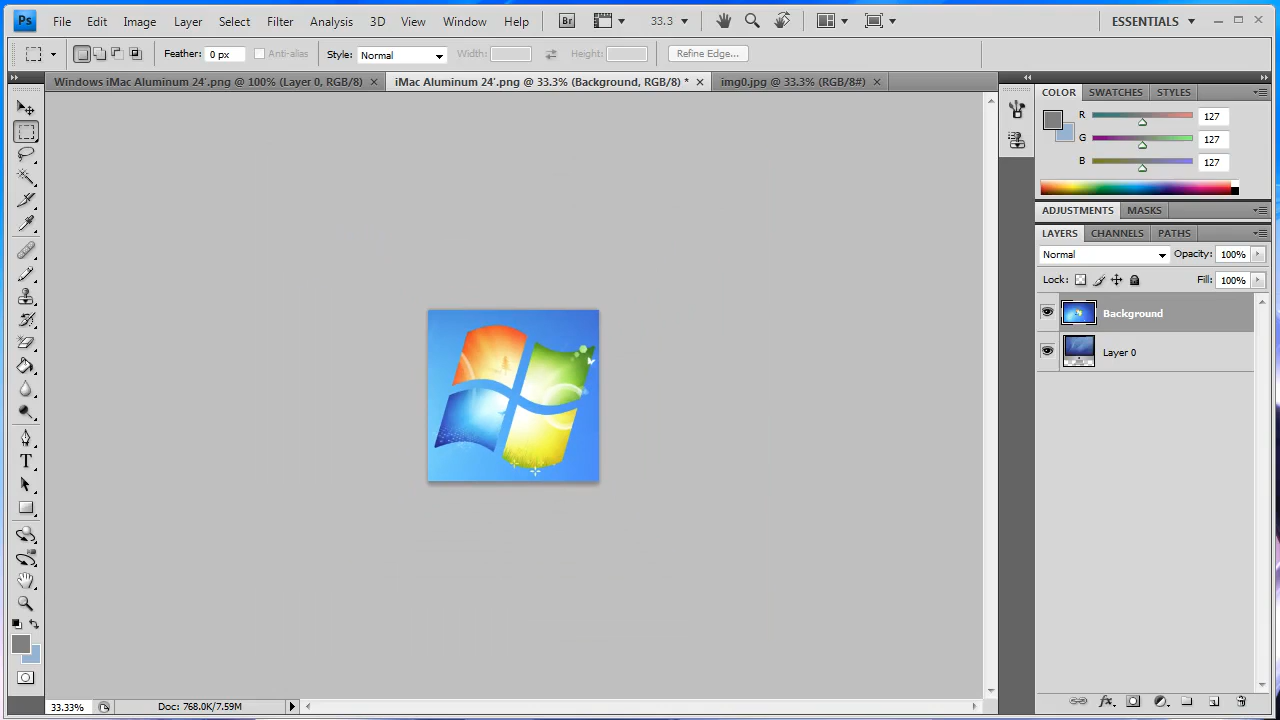 Ps File Edit Image Layer Select Filter Analysis 3D View Window Help Br 33.3 ESSENTIALS
Feather: 0 px Anti-alias Style: Normal Width: Height: Refine Edge...
Windows iMac Aluminum 24'.png @ 100% (Layer 0, RGB/8) iMac Aluminum 24'.png @ 33.3% (Background, RGB/8) * img0.jpg @ 33.3% (RGB/8#)
COLOR SWATCHES STYLES
R 127
G 127
B 127
ADJUSTMENTS MASKS
LAYERS CHANNELS PATHS
Normal Opacity: 100%
Lock: Fill: 100%
Background
Layer 0
T
fx
33.33% Doc: 768.0K/7.59M